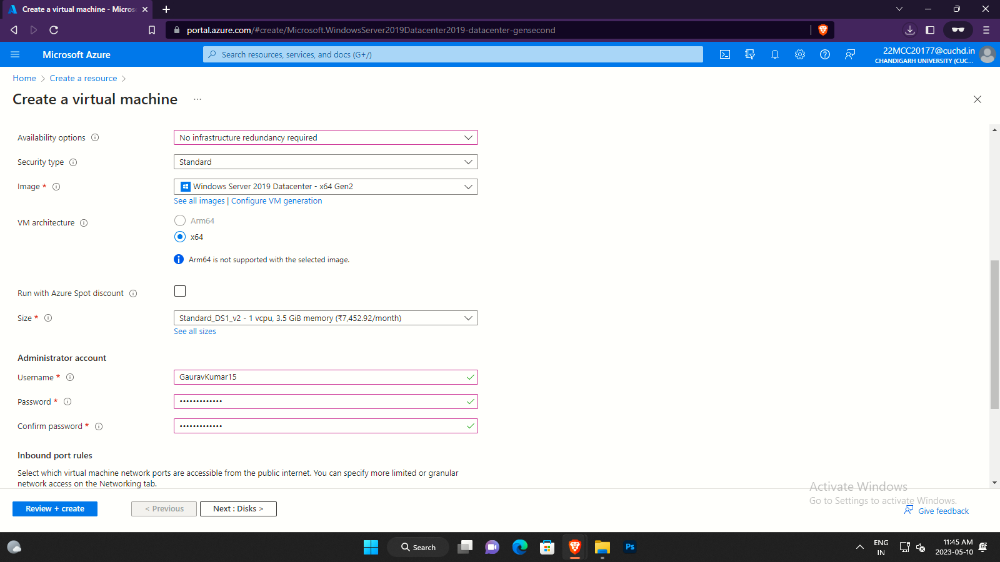 Create a virtual machine - Micros
portal.azure.com/#create/Microsoft.WindowsServer2019Datacenter2019-datacenter-gensecond
Microsoft Azure
Search resources, services, and docs (G+/)
22MCC20177@cuchd.in
CHANDIGARH UNIVERSITY (CUC...
Home > Create a resource >
Create a virtual machine ...
Availability options
No infrastructure redundancy required
Security type
Standard
Image *
Windows Server 2019 Datacenter - x64 Gen2
See all images | Configure VM generation
VM architecture
Arm64
x64
Arm64 is not supported with the selected image.
Run with Azure Spot discount
Size *
Standard_DS1_v2 - 1 vcpu, 3.5 GiB memory (₹7,452.92/month)
See all sizes
Administrator account
Username *
GauravKumar15
Password *
•••••••••••••
Confirm password *
•••••••••••••
Inbound port rules
Select which virtual machine network ports are accessible from the public internet. You can specify more limited or granular
network access on the Networking tab.
Activate Windows
Go to Settings to activate Windows.
Review + create
< Previous
Next : Disks >
Give feedback
Search
Ps
ENG
IN
11:45 AM
2023-05-10